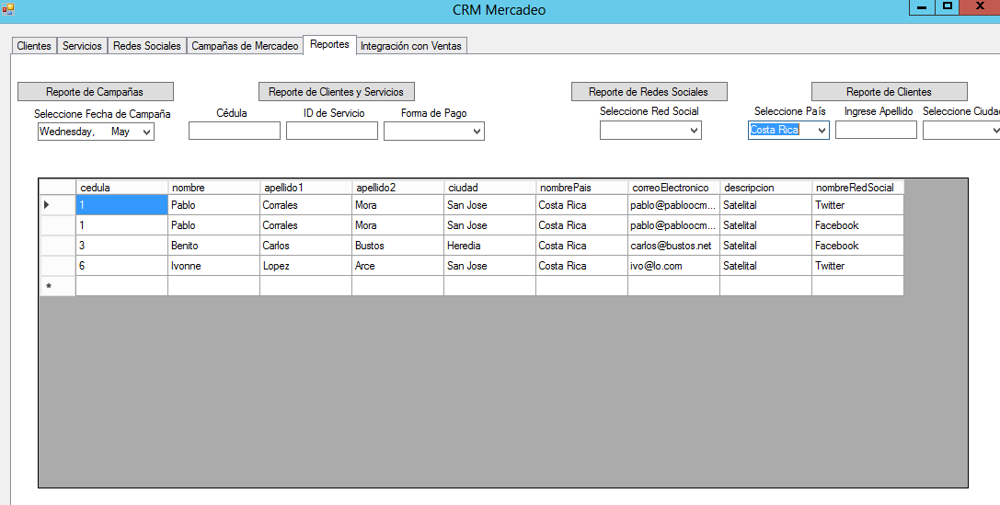 CRM Mercadeo
Clientes Servicios Redes Sociales Campañas de Mercadeo Reportes Integración con Ventas
Reporte de Campañas Reporte de Clientes y Servicios Reporte de Redes Sociales Reporte de Clientes
Seleccione Fecha de Campaña Cédula ID de Servicio Forma de Pago Seleccione Red Social Seleccione País Ingrese Apellido Seleccione Ciudad
Wednesday, May Costa Rica
cedula nombre apellido1 apellido2 ciudad nombrePais correoElectronico descripcion nombreRedSocial
1 Pablo Corrales Mora San Jose Costa Rica pablo@pabloocm... Satelital Twitter
1 Pablo Corrales Mora San Jose Costa Rica pablo@pabloocm... Satelital Facebook
3 Benito Carlos Bustos Heredia Costa Rica carlos@bustos.net Satelital Facebook
6 Ivonne Lopez Arce San Jose Costa Rica ivo@lo.com Satelital Twitter